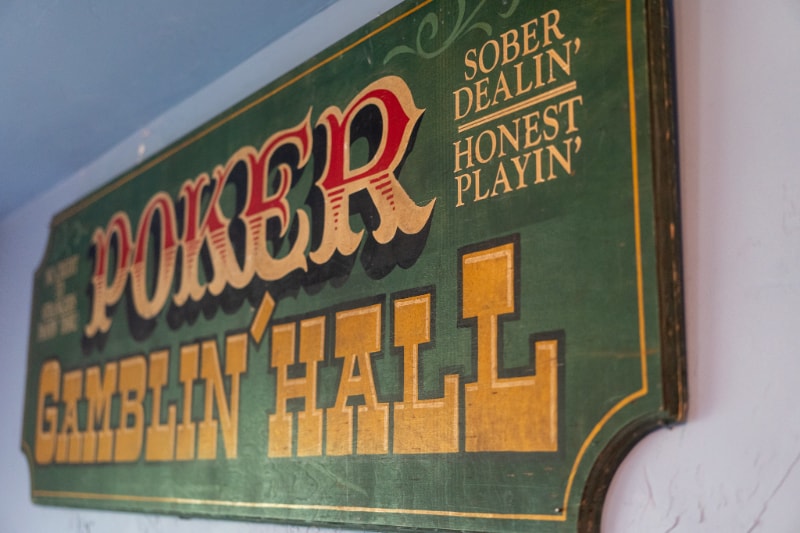 POKER
SOBER
DEALIN'
HONEST
PLAYIN'
GAMBLIN' HALL